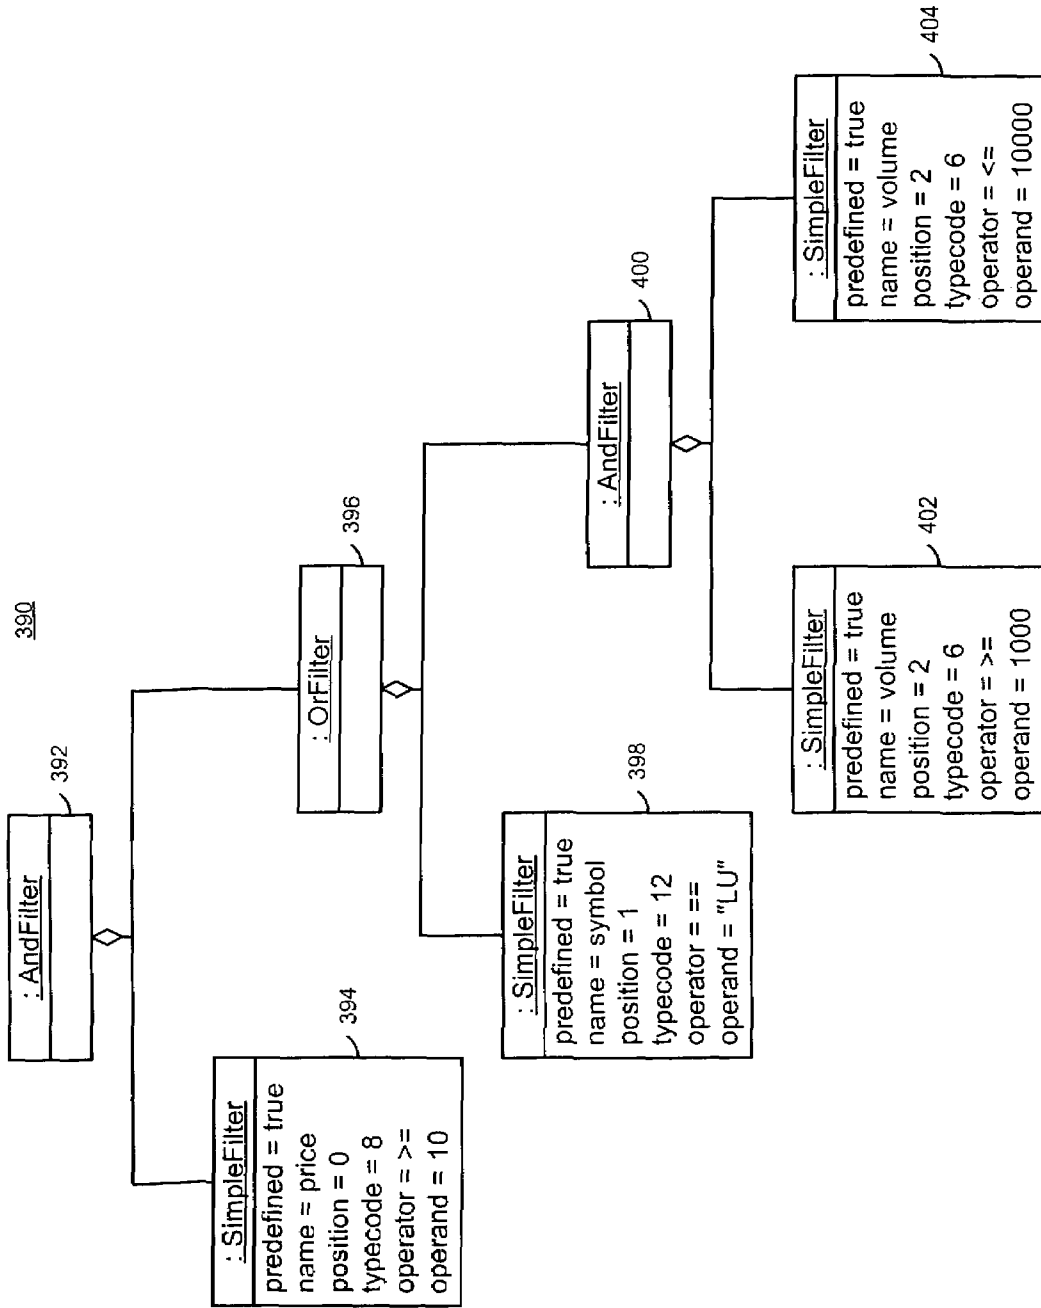 390
: AndFilter
392
: SimpleFilter
predefined = true
name = price
position = 0
typecode = 8
operator = >=
operand = 10
394
: OrFilter
396
: SimpleFilter
predefined = true
name = symbol
position = 1
typecode = 12
operator = ==
operand = "LU"
398
: AndFilter
400
: SimpleFilter
predefined = true
name = volume
position = 2
typecode = 6
operator = >=
operand = 1000
402
: SimpleFilter
predefined = true
name = volume
position = 2
typecode = 6
operator = <=
operand = 10000
404